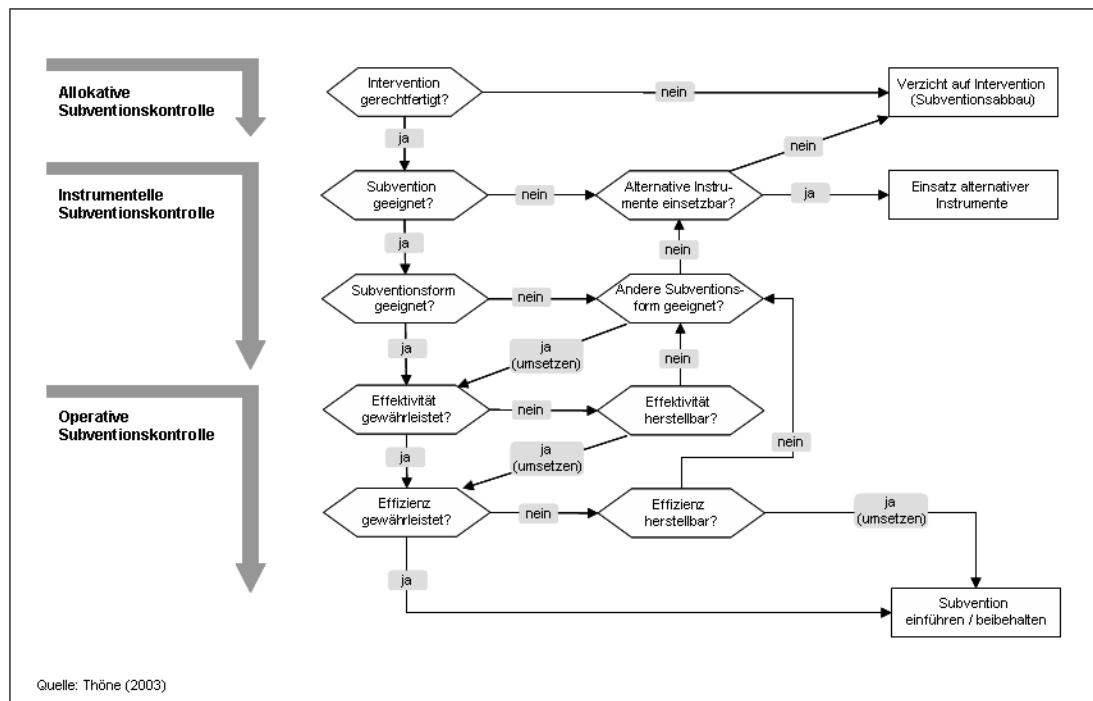 Allokative
Subventionskontrolle
Intervention
gerechtfertigt?
nein
Verzicht auf Intervention
(Subventionsabbau)
ja
nein
Instrumentelle
Subventionskontrolle
Subvention
geeignet?
nein
Alternative Instru-
mente einsetzbar?
ja
Einsatz alternativer
Instrumente
ja
nein
Subventionsform
geeignet?
nein
Andere Subventions-
form geeignet?
ja
ja
(umsetzen)
nein
Operative
Subventionskontrolle
Effektivität
gewährleistet?
nein
Effektivität
herstellbar?
nein
ja
ja
(umsetzen)
Effizienz
gewährleistet?
nein
Effizienz
herstellbar?
ja
(umsetzen)
ja
Subvention
einführen / beibehalten
Quelle: Thöne (2003)